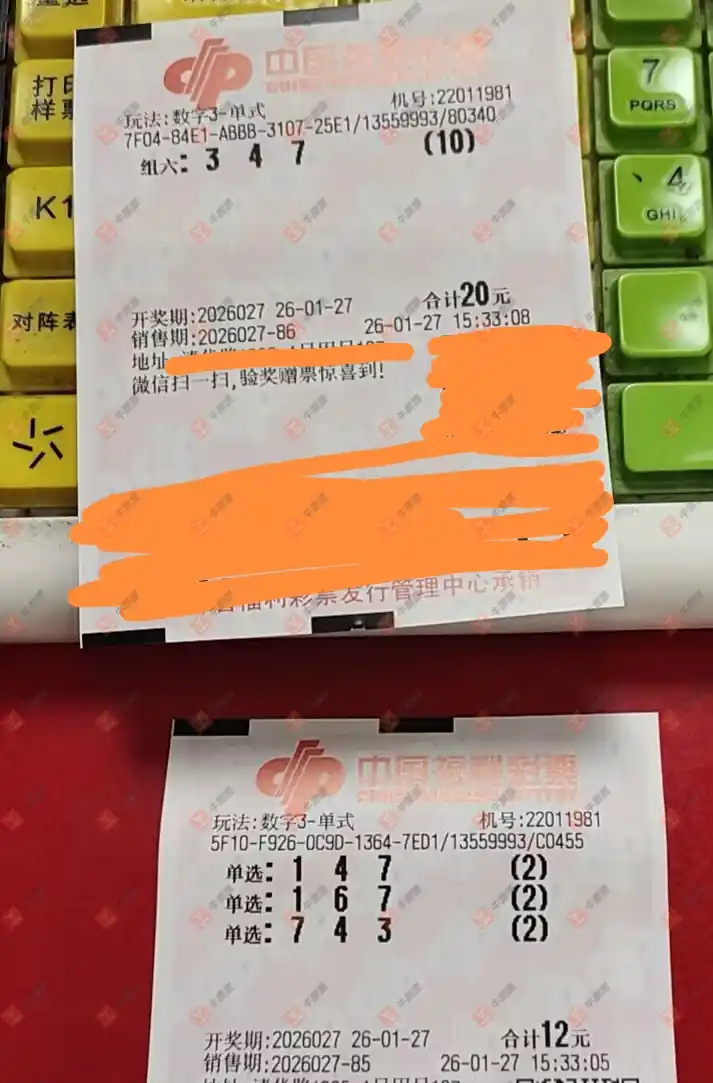 打印
样票
K1
对阵表
7
PQRS
4
GHI
中国福利彩票
玩法:数字3-单式 机号:22011981
7F04-84E1-ABBB-3107-25E1/13559993/80340
组六: 3 4 7 (10)
合计20元
开奖期:2026027 26-01-27
销售期:2026027-86 26-01-27 15:33:08
地址
微信扫一扫,验奖赠票惊喜到!
省福利彩票发行管理中心承销
中国福利彩票
玩法:数字3-单式 机号:22011981
5F10-F926-0C9D-1364-7ED1/13559993/C0455
单选: 1 4 7 (2)
单选: 1 6 7 (2)
单选: 7 4 3 (2)
开奖期:2026027 26-01-27 合计12元
销售期:2026027-85 26-01-27 15:33:05